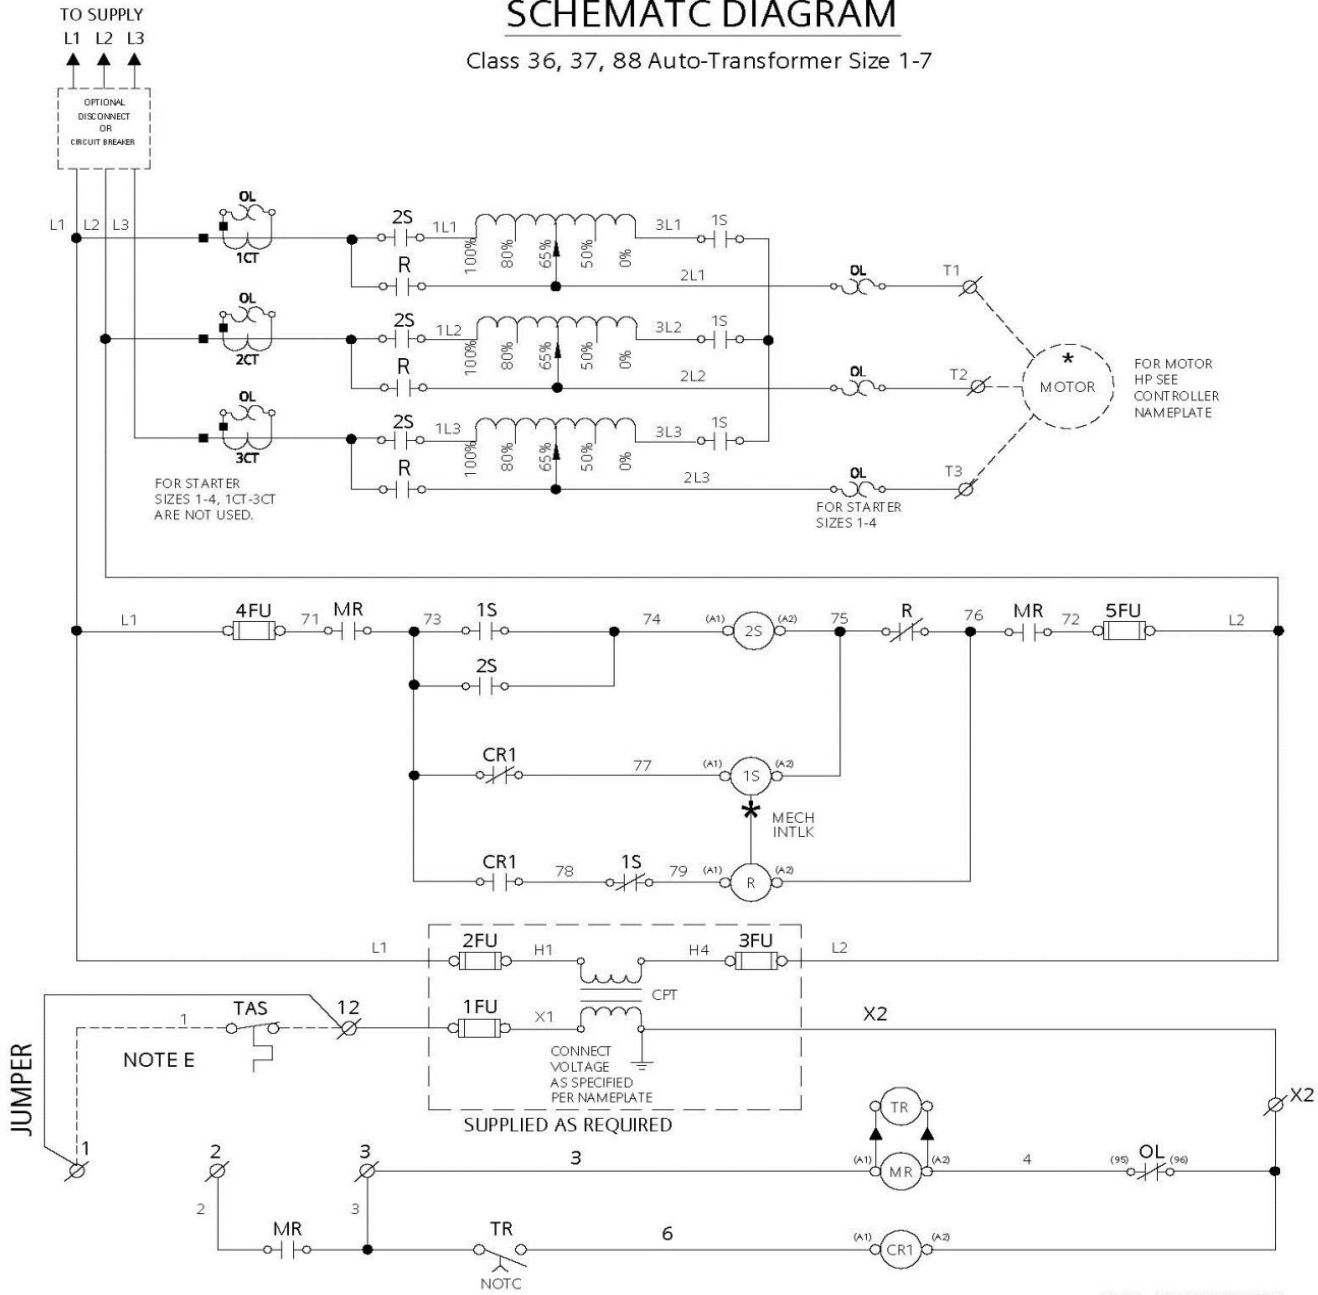 SCHEMATC DIAGRAM
Class 36, 37, 88 Auto-Transformer Size 1-7
TO SUPPLY
L1 L2 L3
OPTIONAL
DISCONNECT
OR
CIRCUIT BREAKER
L1 L2 L3
OL
1CT
2S
R
1L1
100% 80% 65% 50% 0%
3L1
1S
2L1
OL
T1
OL
2CT
2S
R
1L2
100% 80% 65% 50% 0%
3L2
1S
2L2
OL
T2
*
MOTOR
FOR MOTOR
HP SEE
CONTROLLER
NAMEPLATE
OL
3CT
2S
R
1L3
100% 80% 65% 50% 0%
3L3
1S
2L3
OL
T3
FOR STARTER
SIZES 1-4, 1CT-3CT
ARE NOT USED.
FOR STARTER
SIZES 1-4
L1 4FU 71 MR 73 1S 74 (A1) 2S (A2) 75 R 76 MR 72 5FU L2
2S
CR1 77 (A1) 1S (A2)
*
MECH
INTLK
CR1 78 1S 79 (A1) R (A2)
L1 2FU H1 H4 3FU L2
CPT
JUMPER
1 TAS 12 1FU X1 X2
NOTE E
CONNECT
VOLTAGE
AS SPECIFIED
PER NAMEPLATE
SUPPLIED AS REQUIRED
X2
TR
1 2 3 3 (A1) MR (A2) 4 (95) OL (96)
2 MR 3 TR 6 (A1) CR1 (A2)
NOTC